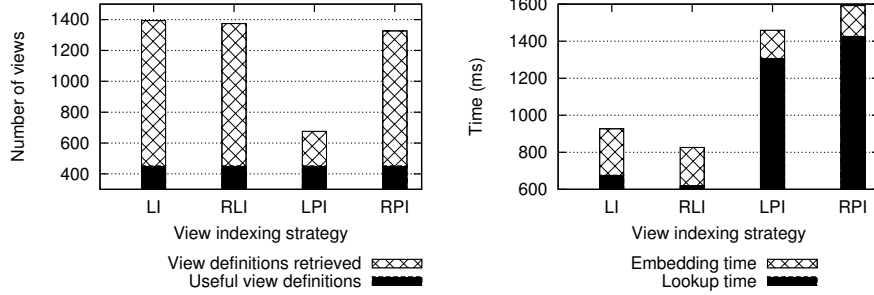 Number of views
1400
1200
1000
800
600
400
LI RLI LPI RPI
View indexing strategy
View definitions retrieved
Useful view definitions
Time (ms)
1600
1400
1200
1000
800
600
LI RLI LPI RPI
View indexing strategy
Embedding time
Lookup time